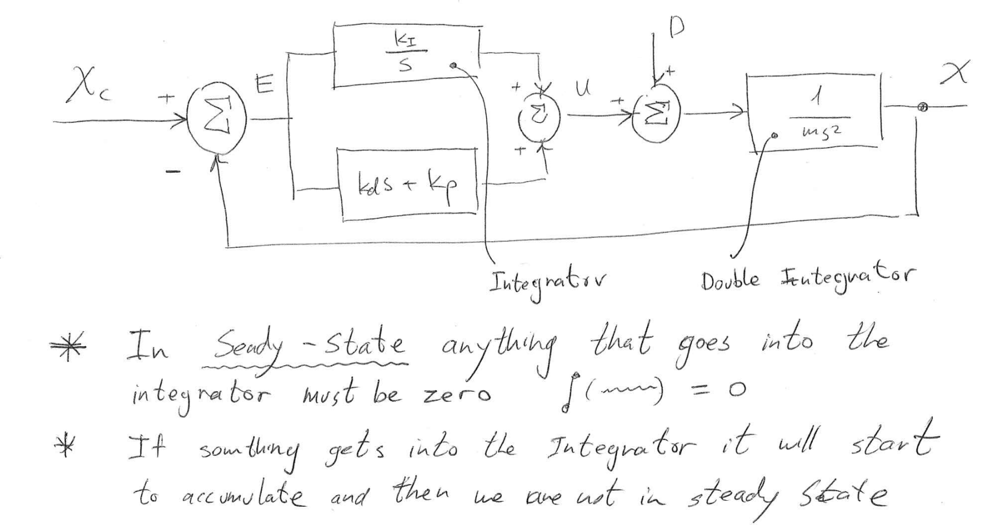 D
K_I
S
X_c
+
E
+
+
Σ
Σ
U
+
Σ
1
ms²
X
-
+
kds + kp
Integrator
Double Integrator
* In Seady-State anything that goes into the
integrator must be zero ∫( ) = 0
* If somthing gets into the Integrator it will start
to accumulate and then we are not in steady State